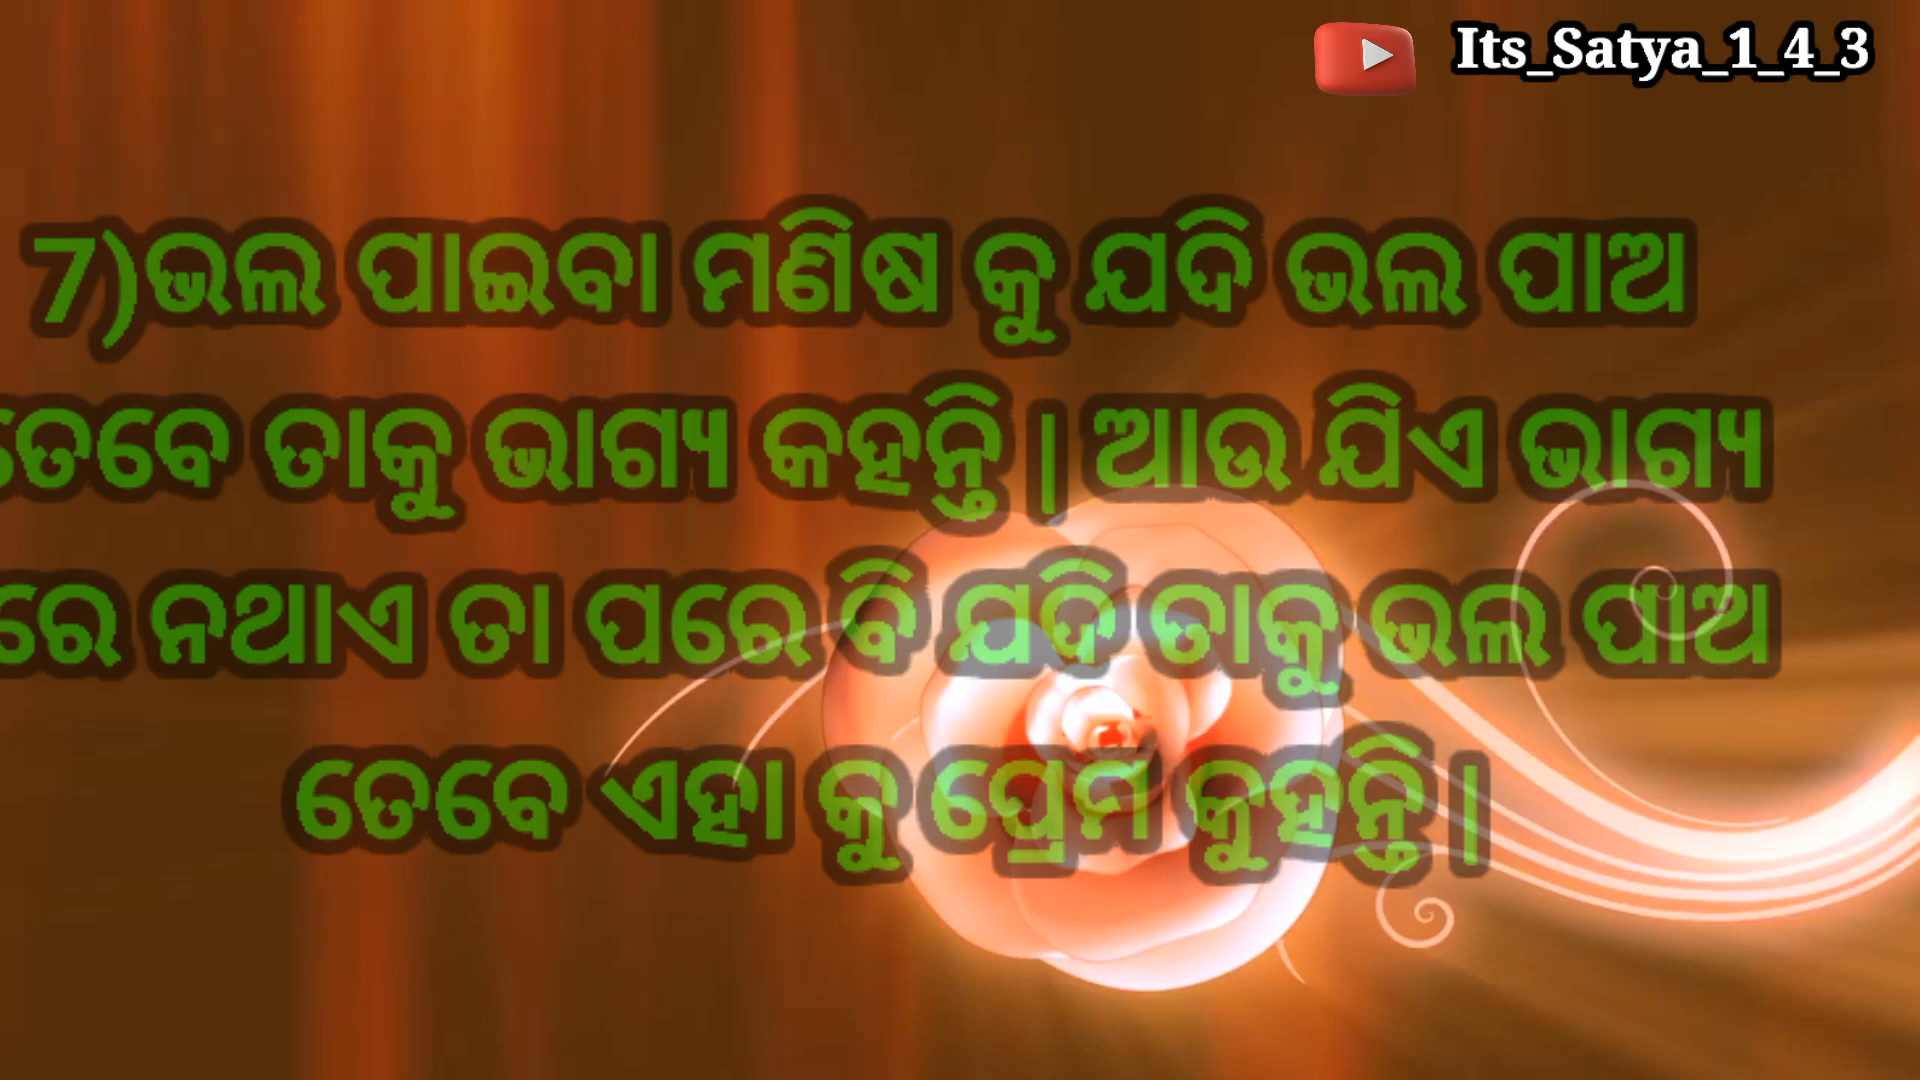 Its_Satya_1_4_3
7)ଭଲ ପାଇବା ମଣିଷ କୁ ଯଦି ଭଲ ପାଅ
ତେବେ ତାକୁ ଭାଗ୍ୟ କହନ୍ତି | ଆଉ ଯିଏ ଭାଗ୍ୟ
ରେ ନଥାଏ ତା ପରେ ବି ଯଦି ତାକୁ ଭଲ ପାଅ
ତେବେ ଏହା କୁ ପ୍ରେମ କୁହନ୍ତି |